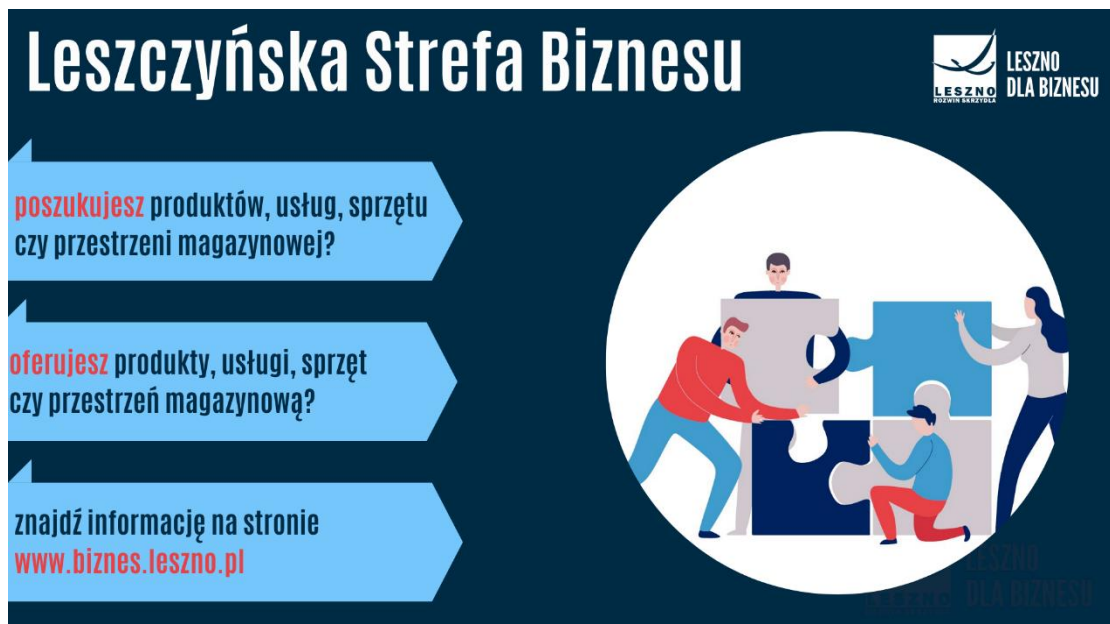 Leszczyńska Strefa Biznesu
LESZNO
ROZWIŃ SKRZYDŁA
LESZNO
DLA BIZNESU
poszukujesz produktów, usług, sprzętu
czy przestrzeni magazynowej?
oferujesz produkty, usługi, sprzęt
czy przestrzeń magazynową?
znajdź informację na stronie
www.biznes.leszno.pl
LESZNO
LESZNO
DLA BIZNESU